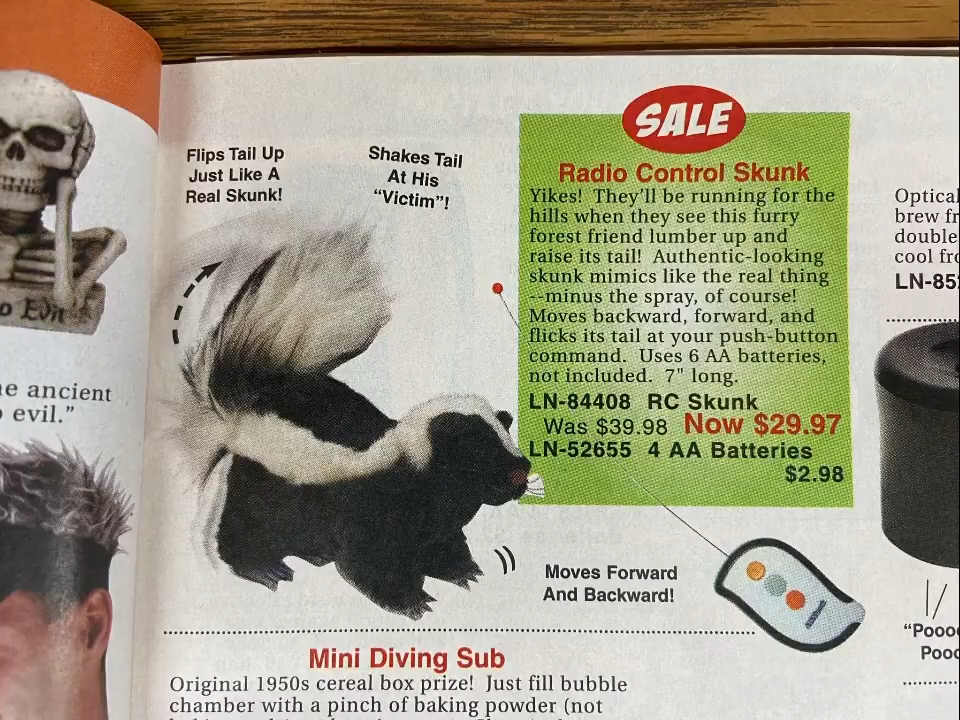 o Evil
e ancient
evil.”
Flips Tail Up
Just Like A
Real Skunk!
Shakes Tail
At His
“Victim”!
SALE
Radio Control Skunk
Yikes! They’ll be running for the
hills when they see this furry
forest friend lumber up and
raise its tail! Authentic-looking
skunk mimics like the real thing
--minus the spray, of course!
Moves backward, forward, and
flicks its tail at your push-button
command. Uses 6 AA batteries,
not included. 7" long.
LN-84408 RC Skunk
Was $39.98 Now $29.97
LN-52655 4 AA Batteries
$2.98
Moves Forward
And Backward!
Mini Diving Sub
Original 1950s cereal box prize! Just fill bubble
chamber with a pinch of baking powder (not
Optical
brew fr
double
cool fro
LN-852
“Pooo
Pooo